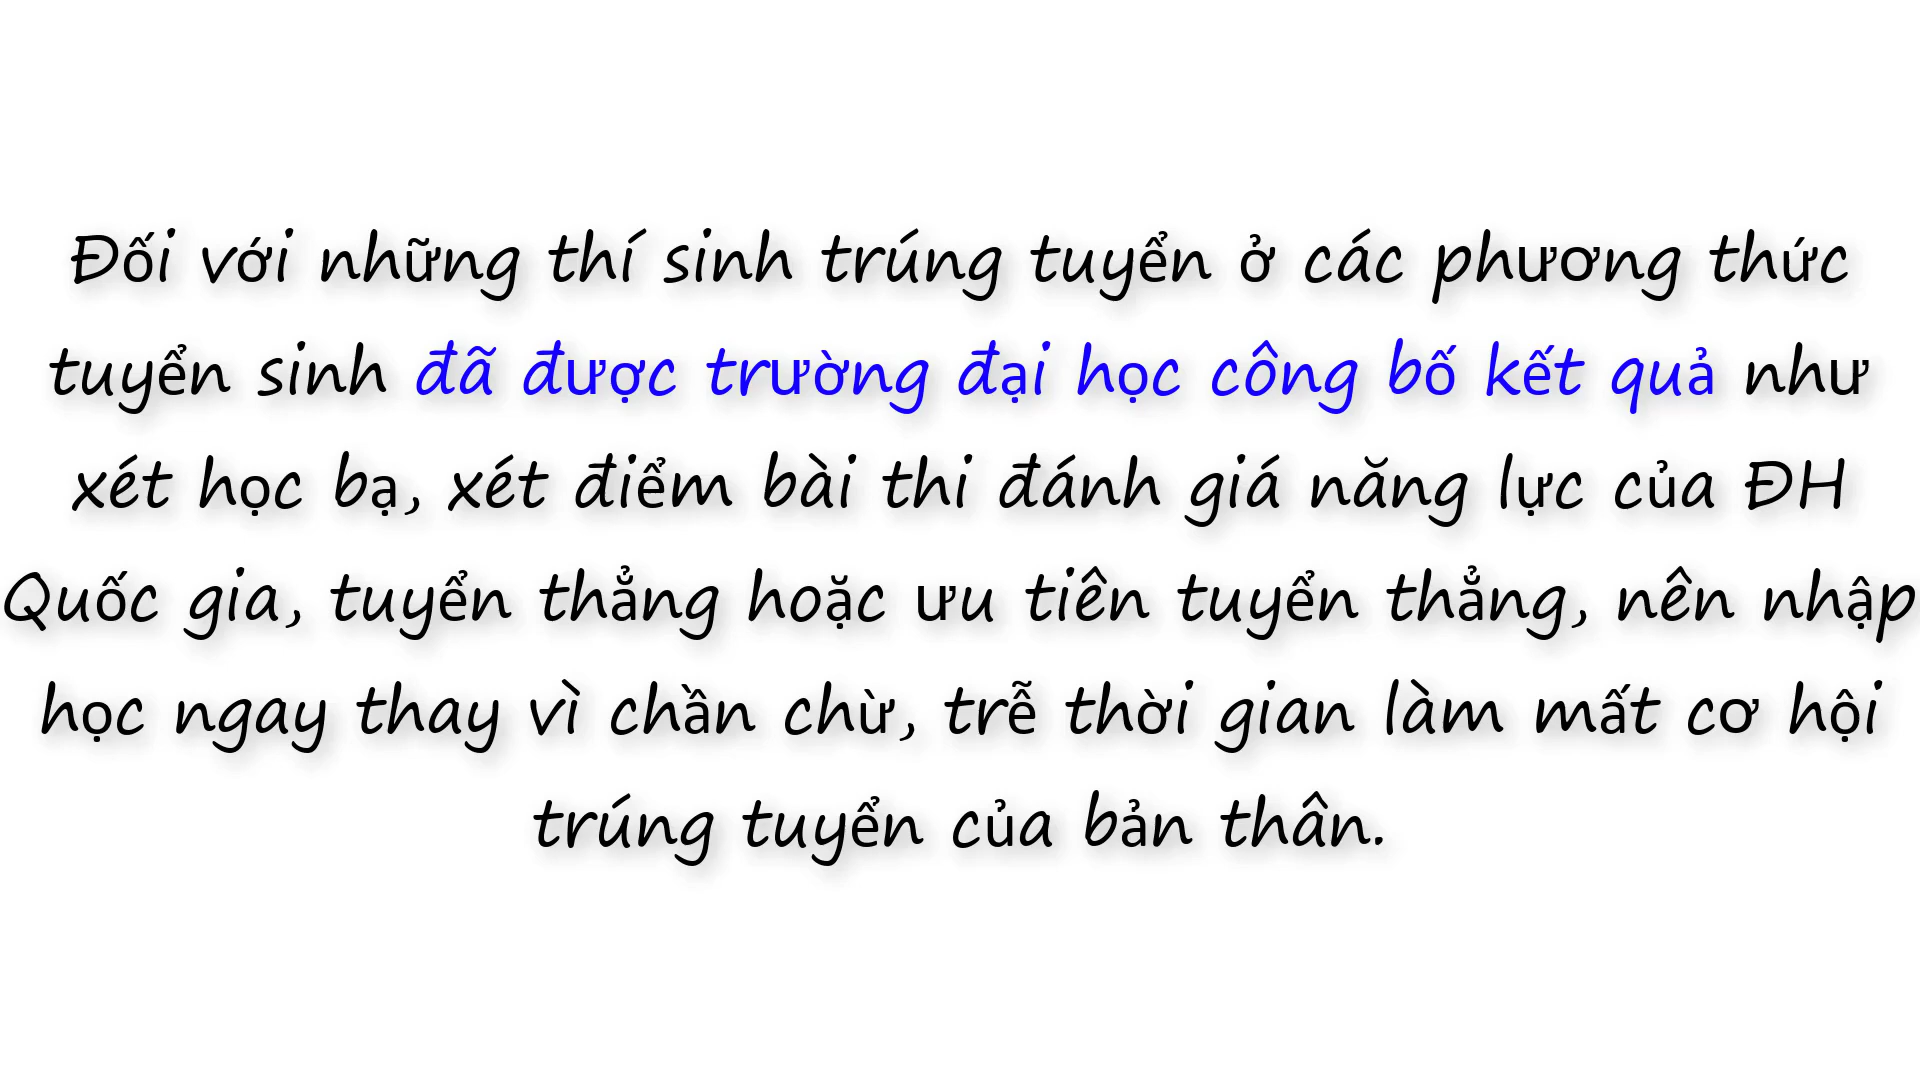 Đối với những thí sinh trúng tuyển ở các phương thức
tuyển sinh đã được trường đại học công bố kết quả như
xét học bạ, xét điểm bài thi đánh giá năng lực của ĐH
Quốc gia, tuyển thẳng hoặc ưu tiên tuyển thẳng, nên nhập
học ngay thay vì chần chừ, trễ thời gian làm mất cơ hội
trúng tuyển của bản thân.